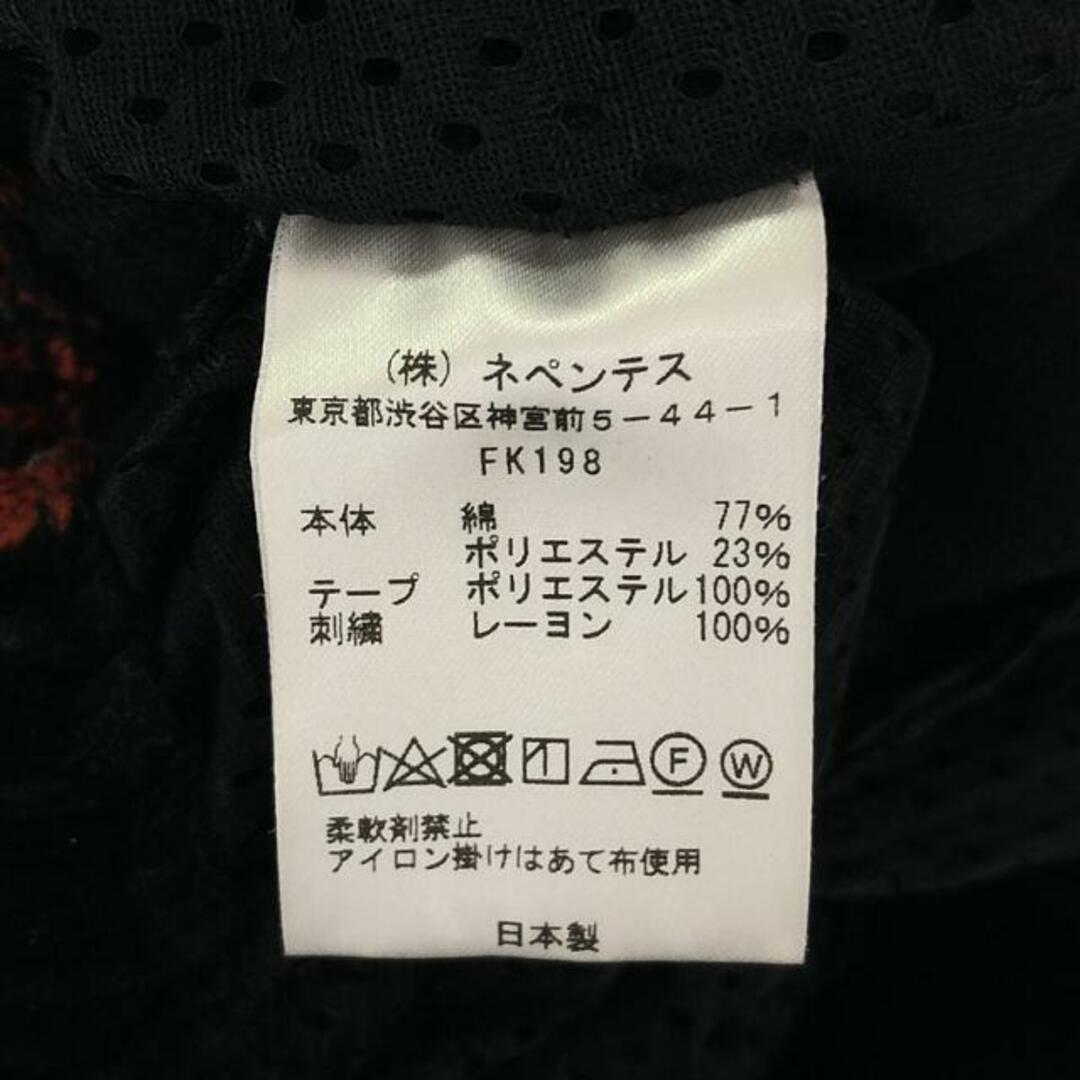 (株) ネペンテス
東京都渋谷区神宮前5-44-1
FK198
本体 綿 77%
ポリエステル 23%
テープ ポリエステル 100%
刺繍 レーヨン 100%
F W
柔軟剤禁止
アイロン掛けはあて布使用
日本製